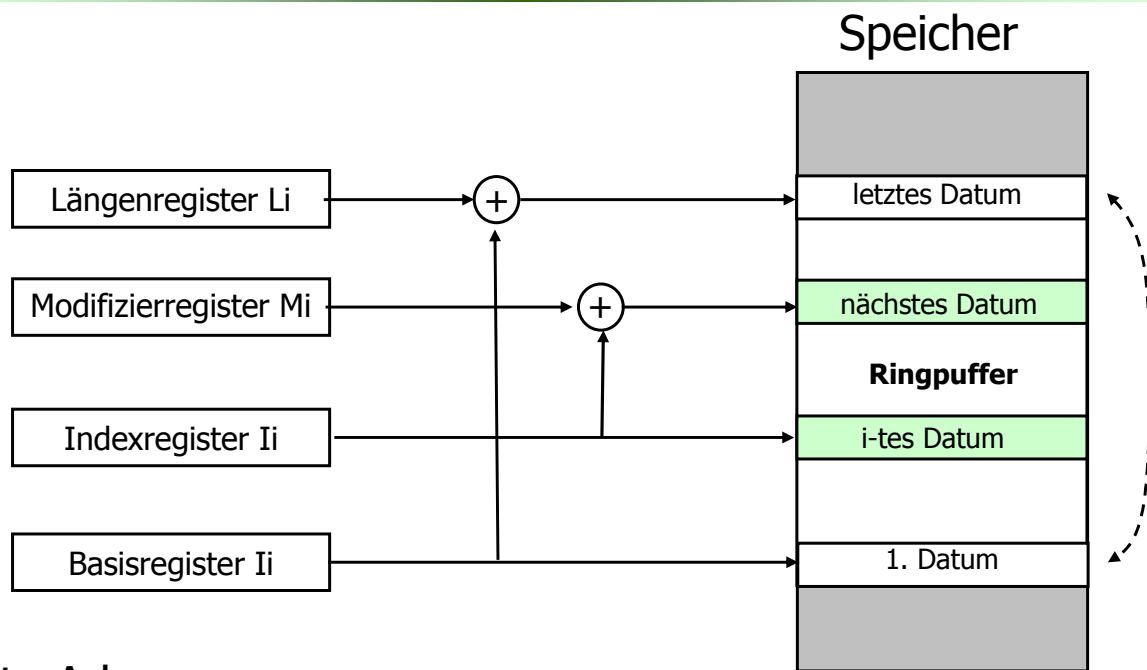 Speicher
Längenregister Li
+
letztes Datum
Modifizierregister Mi
+
nächstes Datum
Ringpuffer
Indexregister Ii
i-tes Datum
Basisregister Ii
1. Datum